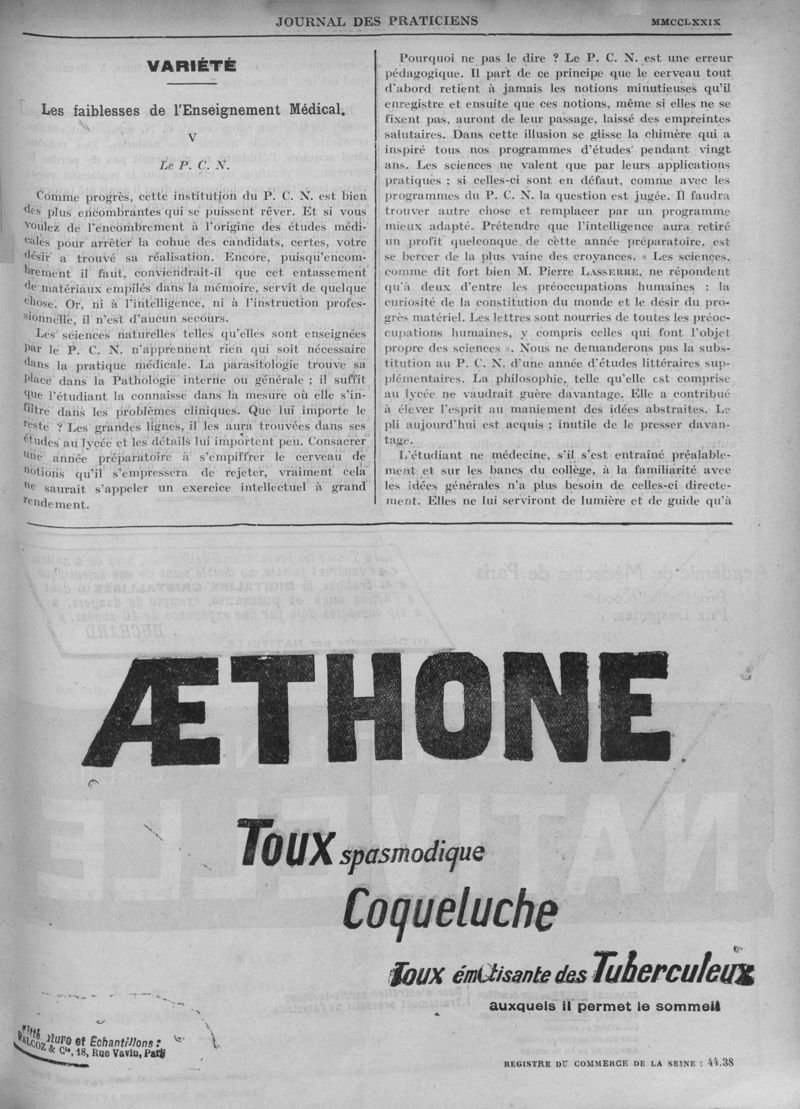 JOURNAL DES PRATICIENS
MMCCLXXIX
VARIÉTÉ
Les faiblesses de l'Enseignement Médical.
V
Le P. C. N.
Comme progrès, cette institution du P. C. N. est bien
des plus encombrantes qui se puissent rêver. Et si vous
voulez de l'encombrement à l'origine des études médi-
cales pour arrêter la cohue des candidats, certes, votre
désir a trouvé sa réalisation. Encore, puisqu'encom-
brement il faut, conviendrait-il que cet entassement
de matériaux empilés dans la mémoire, servît de quelque
chose. Or, ni à l'intelligence, ni à l'instruction profes-
sionnelle, il n'est d'aucun secours.
Les sciences naturelles telles qu'elles sont enseignées
par le P. C. N. n'apprennent rien qui soit nécessaire
dans la pratique médicale. La parasitologie trouve sa
place dans la Pathologie interne ou générale ; il suffit
que l'étudiant la connaisse dans la mesure où elle s'in-
filtre dans les problèmes cliniques. Que lui importe le
reste ? Les grandes lignes, il les aura trouvées dans ses
études au lycée et les détails lui importent peu. Consacrer
une année préparatoire à s'empiffrer le cerveau de
notions qu'il s'empressera de rejeter, vraiment cela
ne saurait s'appeler un exercice intellectuel à grand
rendement.
Pourquoi ne pas le dire ? Le P. C. N. est une erreur
pédagogique. Il part de ce principe que le cerveau tout
d'abord retient à jamais les notions minutieuses qu'il
enregistre et ensuite que ces notions, même si elles ne se
fixent pas, auront de leur passage, laissé des empreintes
salutaires. Dans cette illusion se glisse la chimère qui a
inspiré tous nos programmes d'études pendant vingt
ans. Les sciences ne valent que par leurs applications
pratiques ; si celles-ci sont en défaut, comme avec les
programmes du P. C. N. la question est jugée. Il faudra
trouver autre chose et remplacer par un programme
mieux adapté. Prétendre que l'intelligence aura retiré
un profit quelconque de cette année préparatoire, est
se bercer de la plus vaine des croyances. « Les sciences,
comme dit fort bien M. Pierre LASSERRE, ne répondent
qu'à deux d'entre les préoccupations humaines : la
curiosité de la constitution du monde et le désir du pro-
grès matériel. Les lettres sont nourries de toutes les préoc-
cupations humaines, y compris celles qui font l'objet
propre des sciences ». Nous ne demanderons pas la subs-
titution au P. C. N. d'une année d'études littéraires sup-
plémentaires. La philosophie, telle qu'elle est comprise
au lycée ne vaudrait guère davantage. Elle a contribué
à élever l'esprit au maniement des idées abstraites. Le
pli aujourd'hui est acquis ; inutile de le presser davan-
tage.
L'étudiant ne médecine, s'il s'est entraîné préalable-
ment et sur les bancs du collège, à la familiarité avec
les idées générales n'a plus besoin de celles-ci directe-
ment. Elles ne lui serviront de lumière et de guide qu'à
ÆTHONE
Toux spasmodique
Coqueluche
Toux émétisante des Tuberculeux
auxquels il permet le sommeil
et Échantillons :
FALCOZ & Cie, 18, Rue Vavin, Paris
REGISTRE DU COMMERCE DE LA SEINE : 44.38